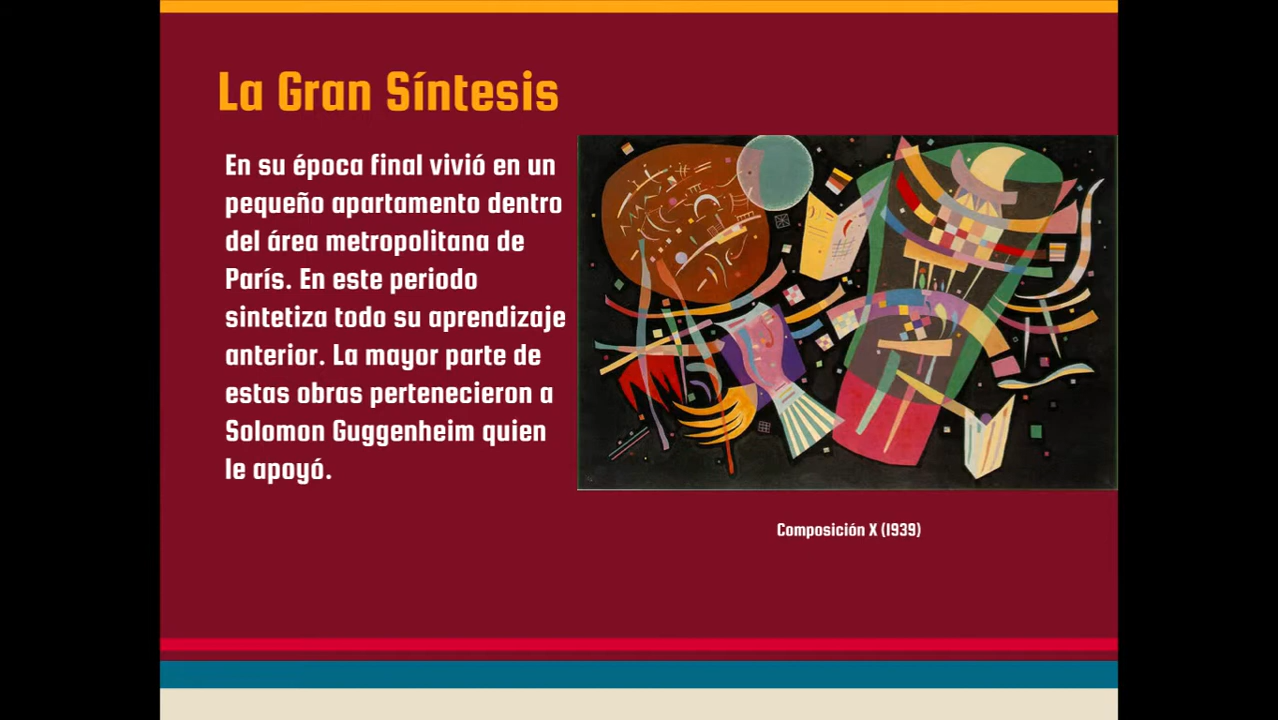 La Gran Síntesis
En su época final vivió en un
pequeño apartamento dentro
del área metropolitana de
París. En este periodo
sintetiza todo su aprendizaje
anterior. La mayor parte de
estas obras pertenecieron a
Solomon Guggenheim quien
le apoyó.
Composición X (1939)